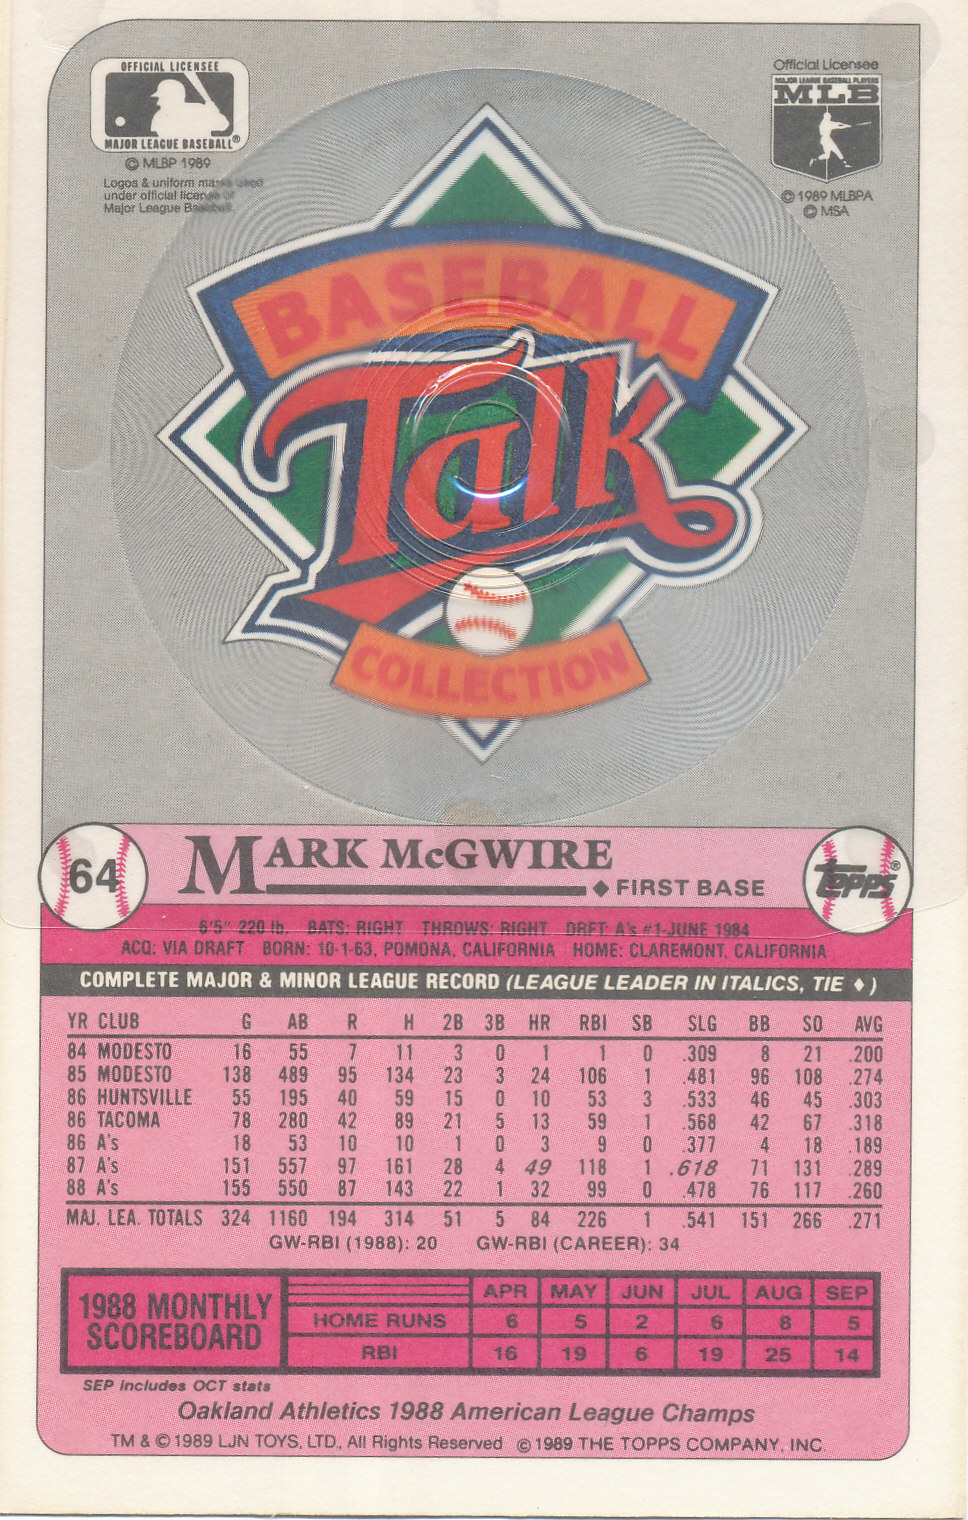 OFFICIAL LICENSEE
MAJOR LEAGUE BASEBALL®
© MLBP 1989
Logos & uniform marks used
under official license of
Major League Baseball.
Official Licensee
MAJOR LEAGUE BASEBALL PLAYERS
MLB
© 1989 MLBPA
© MSA
BASEBALL
Talk
COLLECTION
64
MARK McGWIRE
♦ FIRST BASE
TOPPS®
6'5" 220 lb. BATS: RIGHT THROWS: RIGHT DRFT: A's #1-JUNE 1984
ACQ: VIA DRAFT BORN: 10-1-63, POMONA, CALIFORNIA HOME: CLAREMONT, CALIFORNIA
COMPLETE MAJOR & MINOR LEAGUE RECORD (LEAGUE LEADER IN ITALICS, TIE ♦)
YR CLUB G AB R H 2B 3B HR RBI SB SLG BB SO AVG
84 MODESTO 16 55 7 11 3 0 1 1 0 .309 8 21 .200
85 MODESTO 138 489 95 134 23 3 24 106 1 .481 96 108 .274
86 HUNTSVILLE 55 195 40 59 15 0 10 53 3 .533 46 45 .303
86 TACOMA 78 280 42 89 21 5 13 59 1 .568 42 67 .318
86 A's 18 53 10 10 1 0 3 9 0 .377 4 18 .189
87 A's 151 557 97 161 28 4 49 118 1 .618 71 131 .289
88 A's 155 550 87 143 22 1 32 99 0 .478 76 117 .260
MAJ. LEA. TOTALS 324 1160 194 314 51 5 84 226 1 .541 151 266 .271
GW-RBI (1988): 20 GW-RBI (CAREER): 34
1988 MONTHLY
SCOREBOARD
APR MAY JUN JUL AUG SEP
HOME RUNS 6 5 2 6 8 5
RBI 16 19 6 19 25 14
SEP includes OCT stats
Oakland Athletics 1988 American League Champs
TM & © 1989 LJN TOYS, LTD., All Rights Reserved © 1989 THE TOPPS COMPANY, INC.